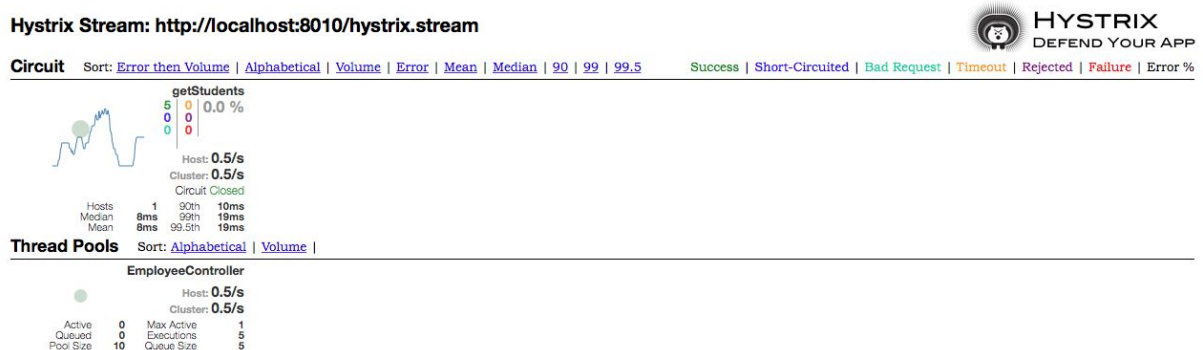 Hystrix Stream: http://localhost:8010/hystrix.stream
HYSTRIX
DEFEND YOUR APP
Circuit Sort: Error then Volume | Alphabetical | Volume | Error | Mean | Median | 90 | 99 | 99.5 Success | Short-Circuited | Bad Request | Timeout | Rejected | Failure | Error %
getStudents
5 0 0.0 %
0 0
0 0
Host: 0.5/s
Cluster: 0.5/s
Circuit Closed
Hosts 1 90th 10ms
Median 8ms 99th 19ms
Mean 8ms 99.5th 19ms
Thread Pools Sort: Alphabetical | Volume |
EmployeeController
Host: 0.5/s
Cluster: 0.5/s
Active 0 Max Active 1
Queued 0 Executions 5
Pool Size 10 Queue Size 5